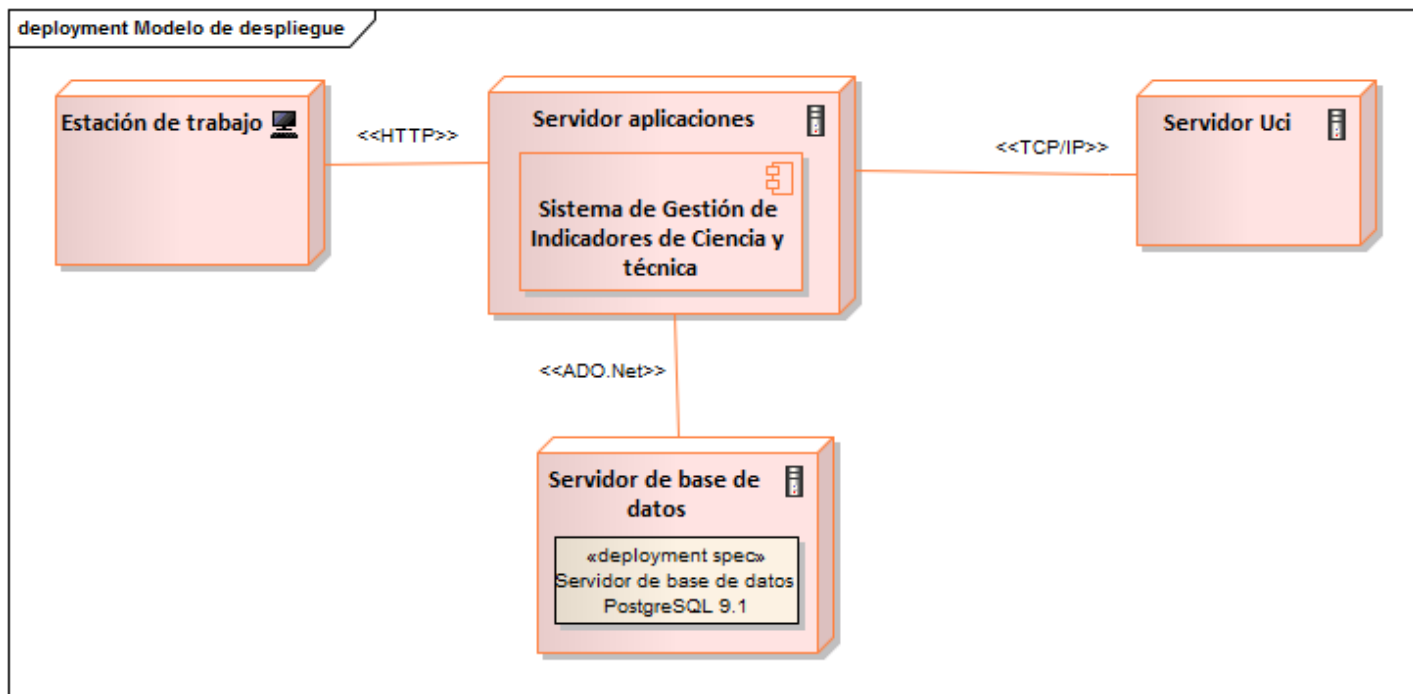 deployment Modelo de despliegue
Estación de trabajo
<<HTTP>>
Servidor aplicaciones
Sistema de Gestión de
Indicadores de Ciencia y
técnica
<<TCP/IP>>
Servidor Uci
<<ADO.Net>>
Servidor de base de
datos
«deployment spec»
Servidor de base de datos
PostgreSQL 9.1